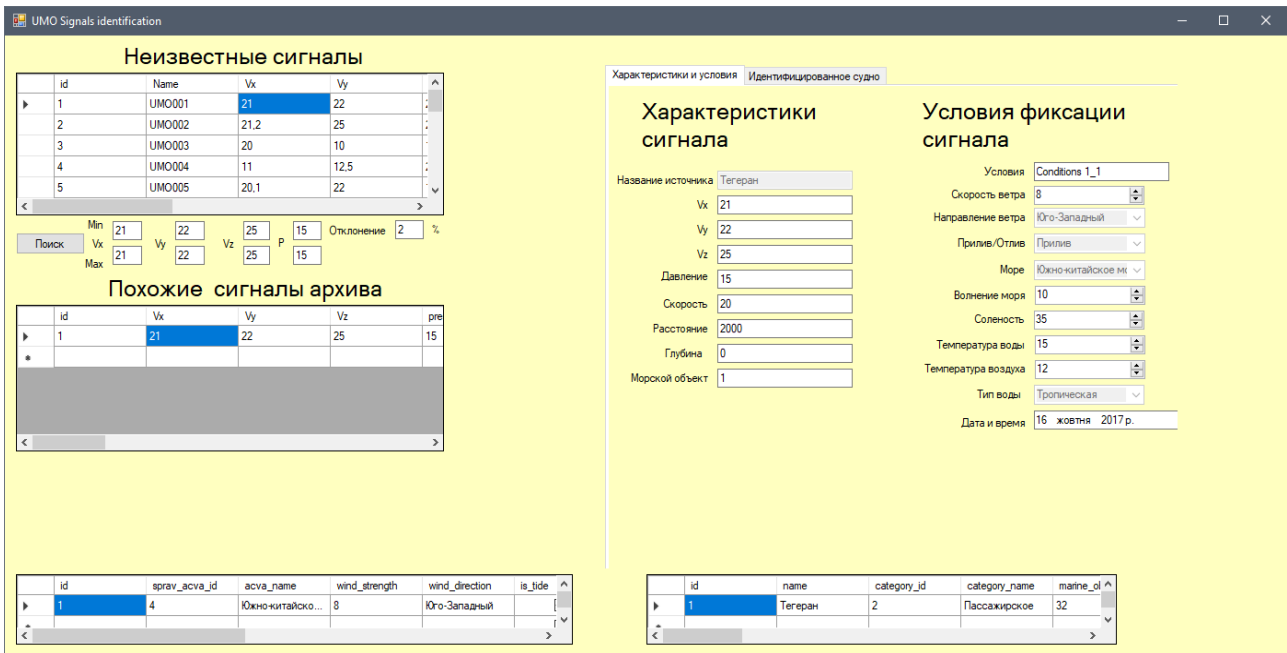 UMO Signals identification
Неизвестные сигналы
id Name Vx Vy
1 UMO001 21 22
2 UMO002 21,2 25
3 UMO003 20 10
4 UMO004 11 12,5
5 UMO005 20,1 22
Поиск
Min 21 22 25 15 Отклонение 2 %
Vx Vy Vz P
Max 21 22 25 15
Похожие сигналы архива
id Vx Vy Vz pre
1 21 22 25 15
Характеристики и условия Идентифицированное судно
Характеристики
сигнала
Название источника Тегеран
Vx 21
Vy 22
Vz 25
Давление 15
Скорость 20
Расстояние 2000
Глубина 0
Морской объект 1
Условия фиксации
сигнала
Условия Conditions 1_1
Скорость ветра 8
Направление ветра Юго-Западный
Прилив/Отлив Прилив
Море Южно-китайское мо
Волнение моря 10
Соленость 35
Температура воды 15
Температура воздуха 12
Тип воды Тропическая
Дата и время 16 жовтня 2017 р.
id sprav_acva_id acva_name wind_strength wind_direction is_tide
1 4 Южно-китайско... 8 Юго-Западный
id name category_id category_name marine_ol
1 Тегеран 2 Пассажирское 32